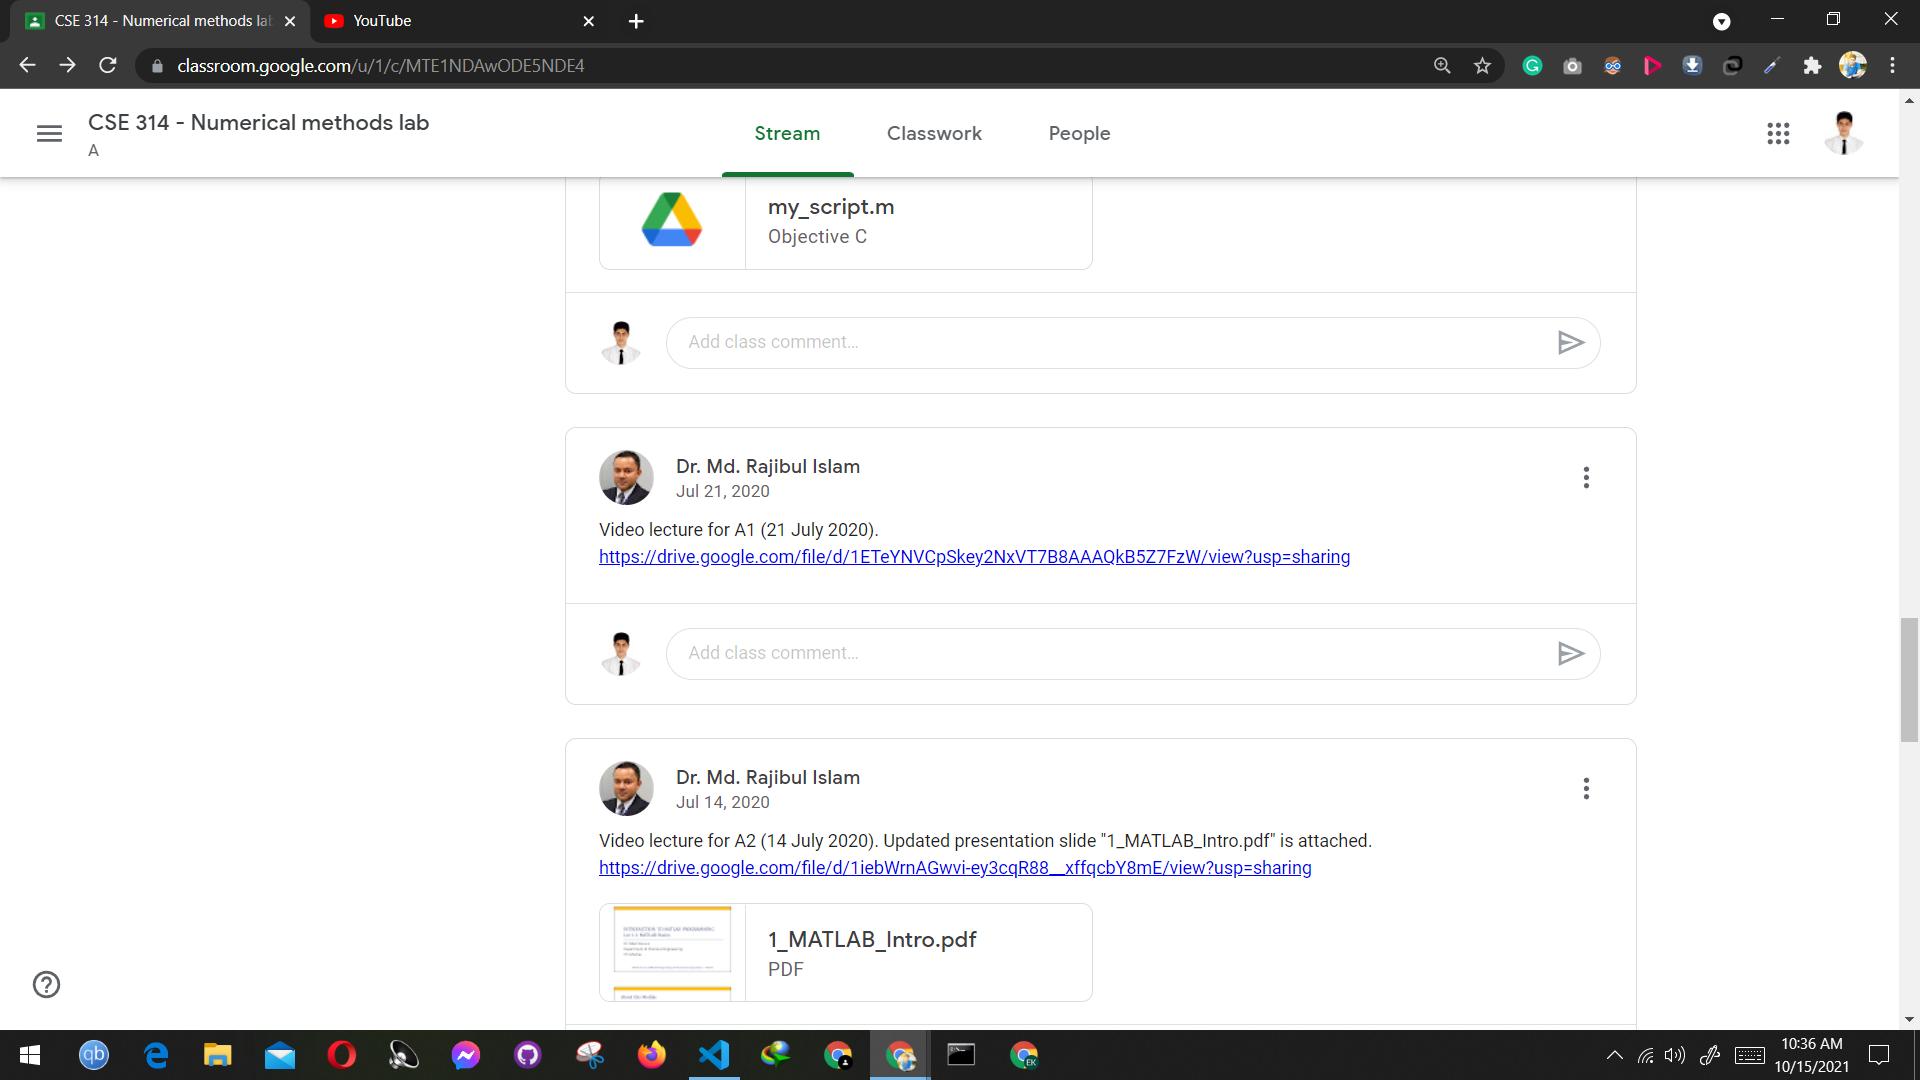 CSE 314 - Numerical methods la
YouTube
classroom.google.com/u/1/c/MTE1NDAwODE5NDE4
CSE 314 - Numerical methods lab
A
Stream
Classwork
People
my_script.m
Objective C
Add class comment...
Dr. Md. Rajibul Islam
Jul 21, 2020
Video lecture for A1 (21 July 2020).
https://drive.google.com/file/d/1ETeYNVCpSkey2NxVT7B8AAAQkB5Z7FzW/view?usp=sharing
Add class comment...
Dr. Md. Rajibul Islam
Jul 14, 2020
Video lecture for A2 (14 July 2020). Updated presentation slide "1_MATLAB_Intro.pdf" is attached.
https://drive.google.com/file/d/1iebWrnAGwvi-ey3cqR88__xffqcbY8mE/view?usp=sharing
1_MATLAB_Intro.pdf
PDF
qb
EK
10:36 AM
10/15/2021